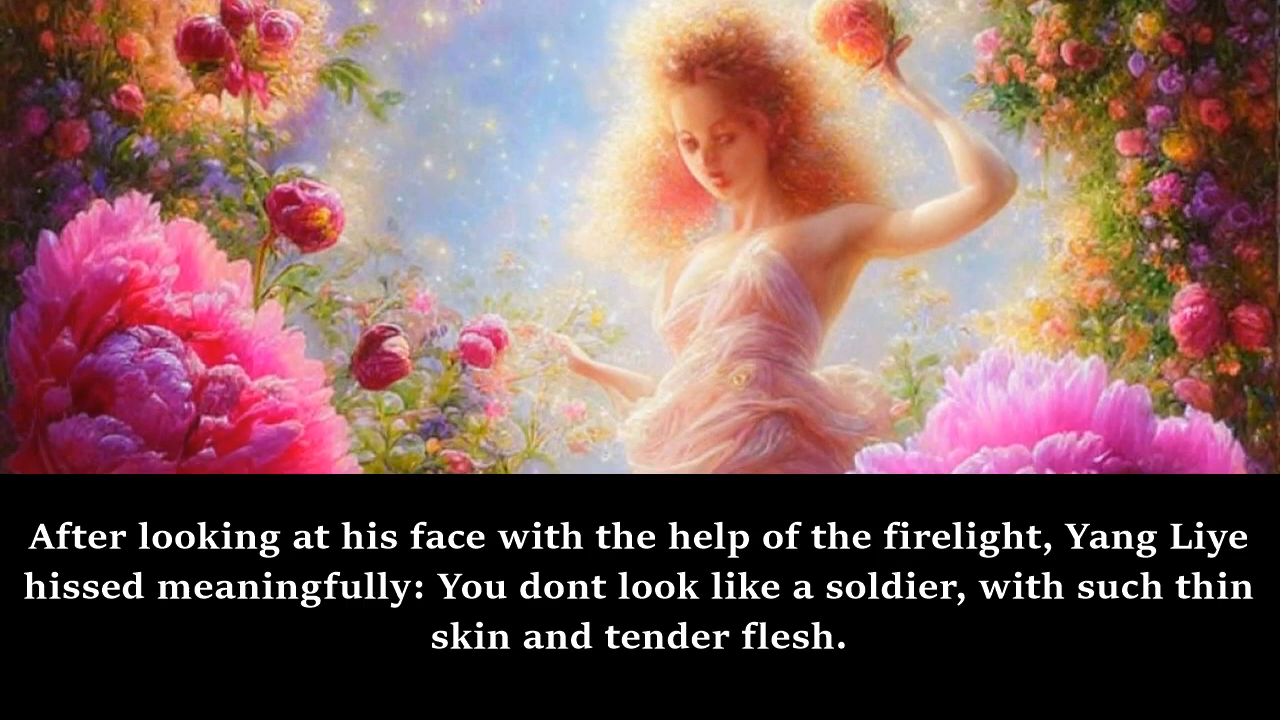 After looking at his face with the help of the firelight, Yang Liye
hissed meaningfully: You dont look like a soldier, with such thin
skin and tender flesh.